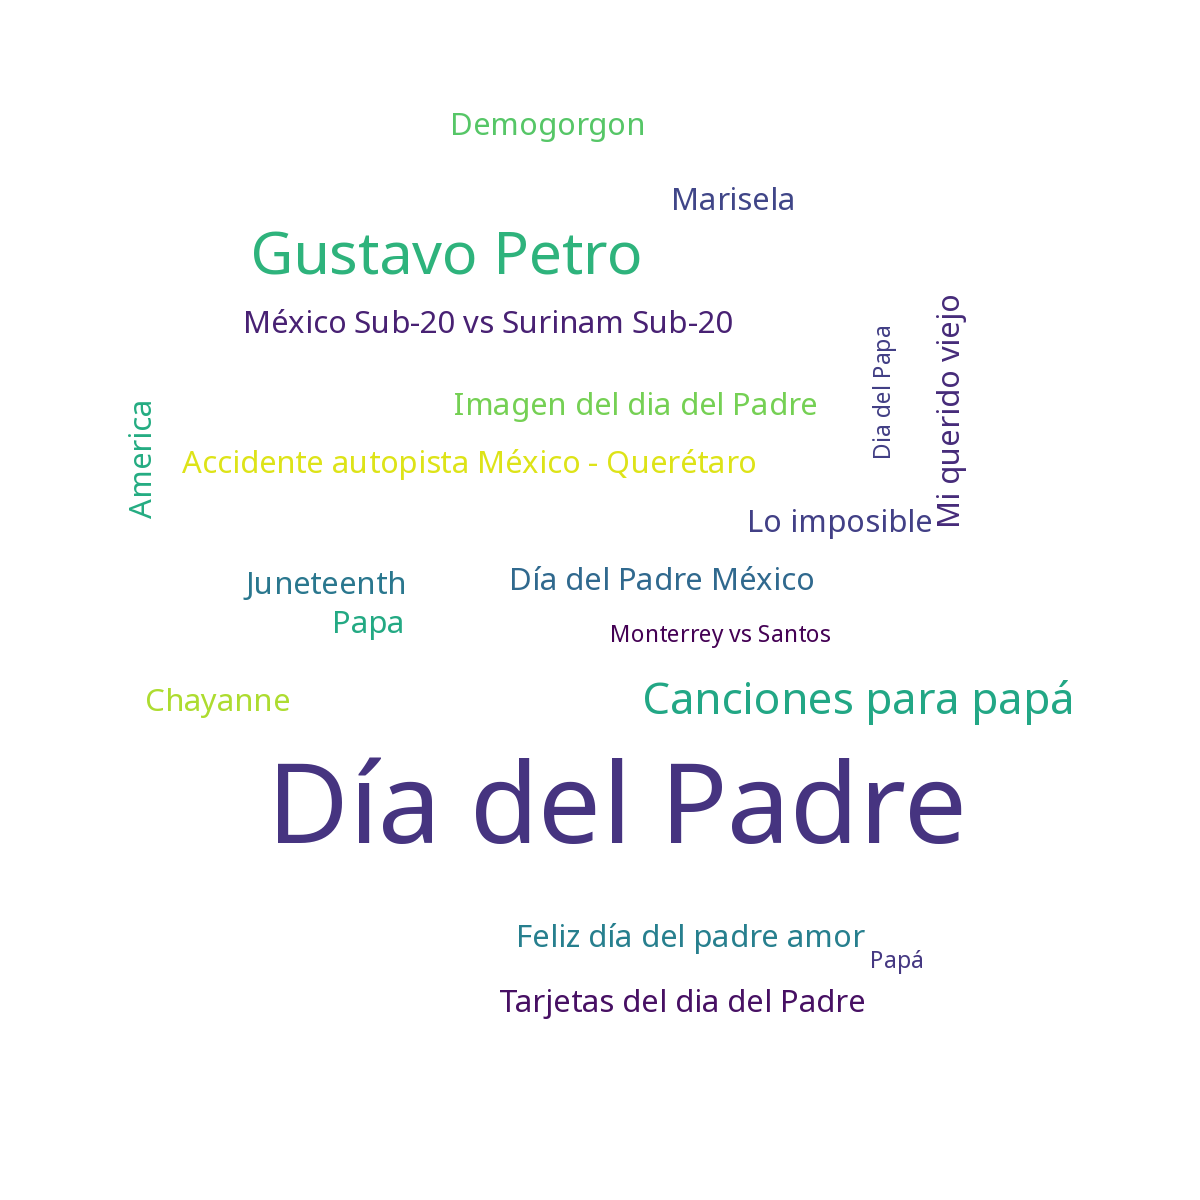 Demogorgon
Marisela
Gustavo Petro
México Sub-20 vs Surinam Sub-20
Dia del Papa
Mi querido viejo
Imagen del dia del Padre
America
Accidente autopista México - Querétaro
Lo imposible
Juneteenth
Día del Padre México
Papa
Monterrey vs Santos
Chayanne
Canciones para papá
Día del Padre
Feliz día del padre amor
Papá
Tarjetas del dia del Padre